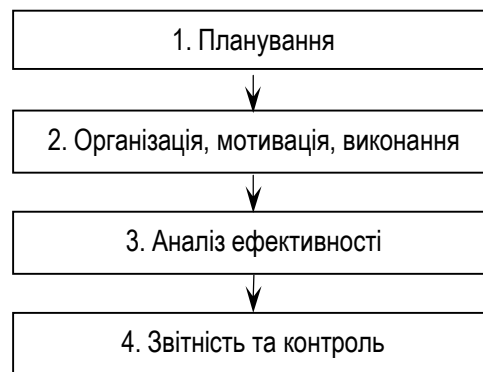 1. Планування
2. Організація, мотивація, виконання
3. Аналіз ефективності
4. Звітність та контроль